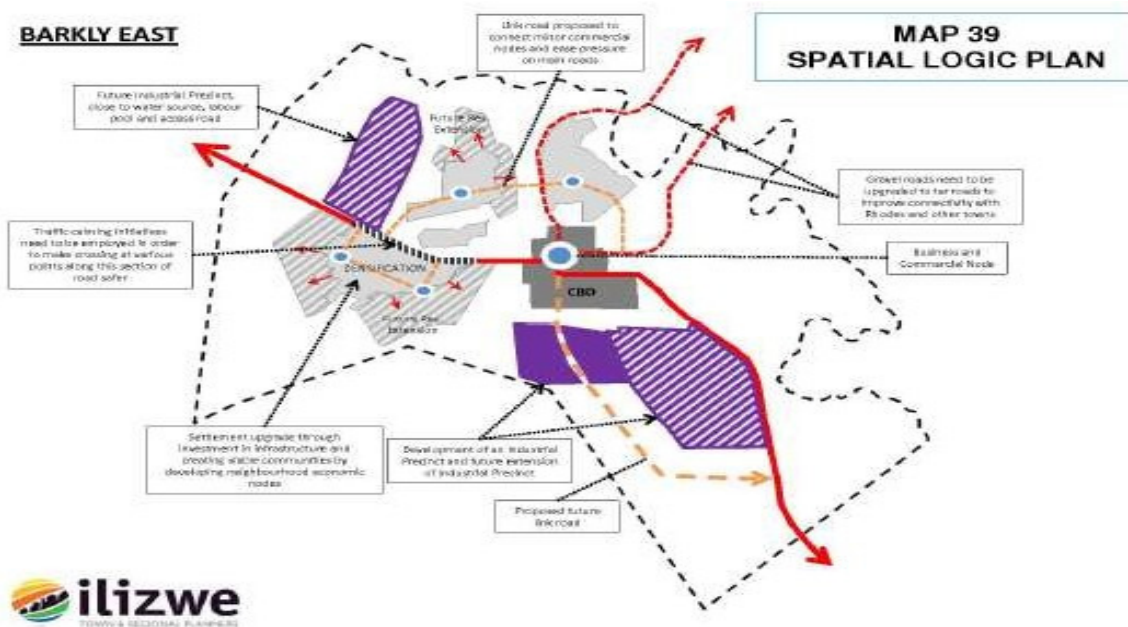 BARKLY EAST
MAP 39
SPATIAL LOGIC PLAN
Link road proposed to
connect minor commercial
nodes and ease pressure
on main roads
Future Industrial Precinct,
close to water source, labour
pool and access road
Future Res
Extension
Gravel roads need to be
upgraded to tar roads to
improve connectivity with
Rhodes and other towns
Traffic calming initiatives
need to be employed in order
to make crossing at various
points along this section of
road safer
Business and
Commercial Node
DENSIFICATION
CBD
Future Res
Extension
Settlement upgrade through
investment in infrastructure and
creating viable communities by
developing neighbourhood economic
nodes
Development of an Industrial
Precinct and future extension
of Industrial Precinct
Proposed future
link road
ilizwe
TOWN & REGIONAL PLANNERS